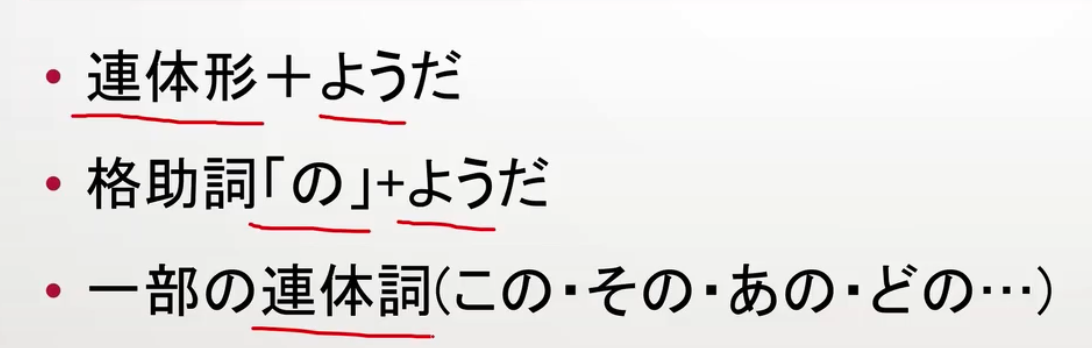 • 連体形＋ようだ
• 格助詞「の」+ようだ
• 一部の連体詞(この・その・あの・どの…)